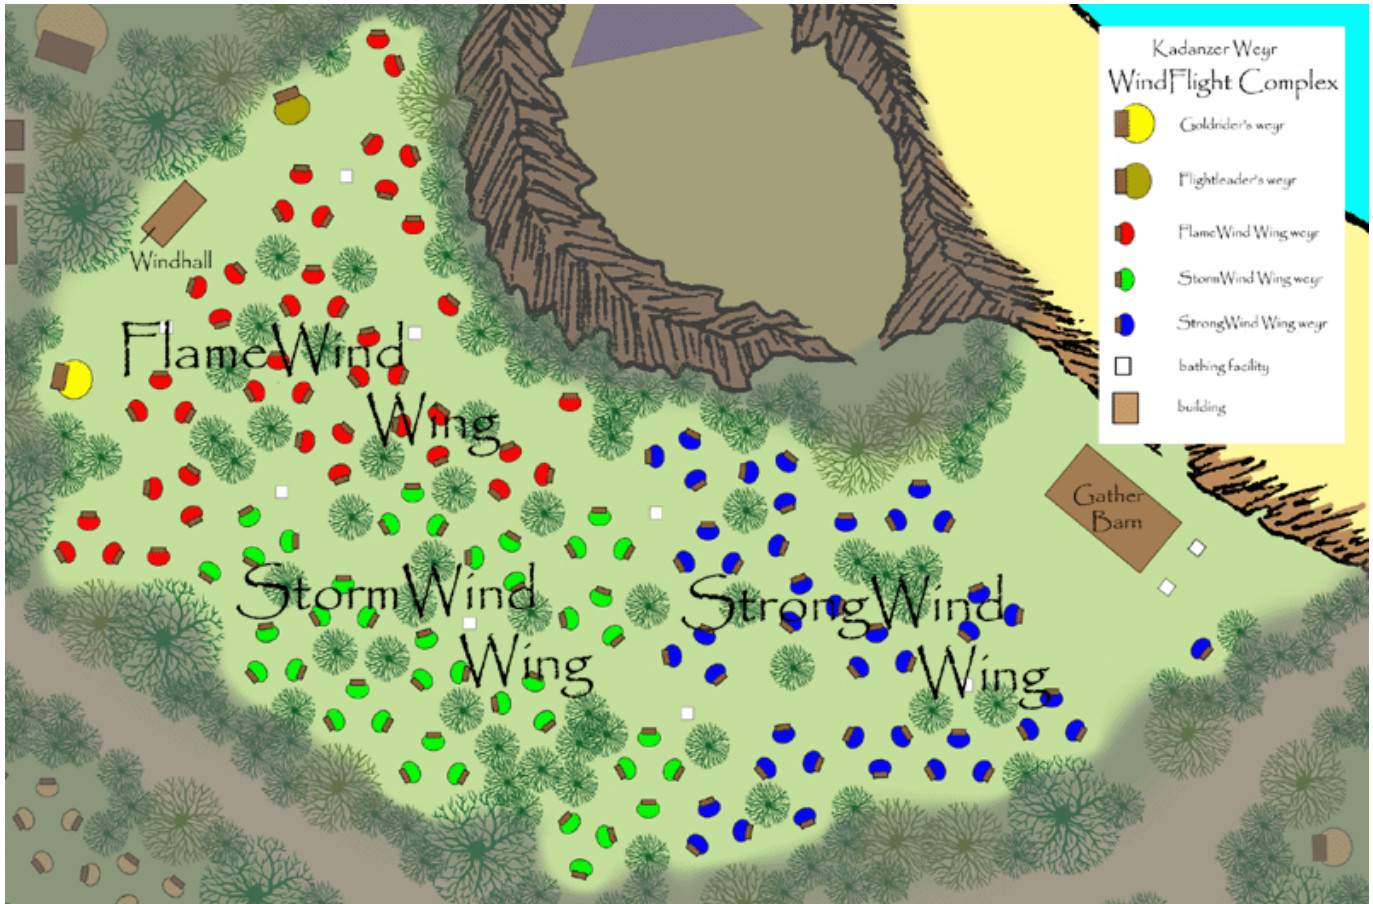 Kadanzer Weyr
WindFlight Complex
Goldrider's weyr
Flightleader's weyr
FlameWind Wing weyr
StormWind Wing weyr
StrongWind Wing weyr
bathing facility
building
Windhall
FlameWind
Wing
Gather
Barn
StormWind
Wing
StrongWind
Wing